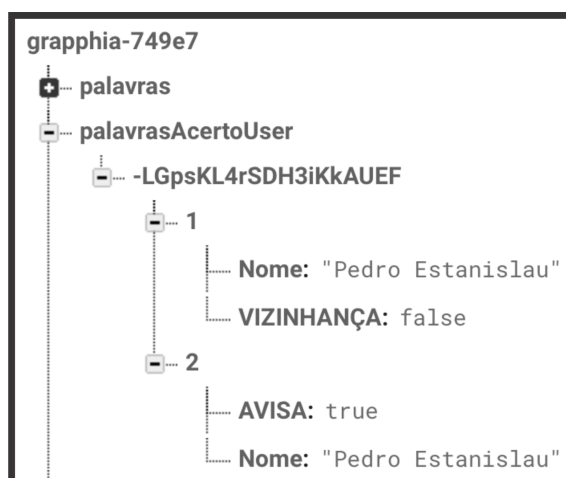 grapphia-749e7
palavras
palavrasAcertoUser
-LGpsKL4rSDH3iKkAUEF
1
Nome: "Pedro Estanislau"
VIZINHANÇA: false
2
AVISA: true
Nome: "Pedro Estanislau"